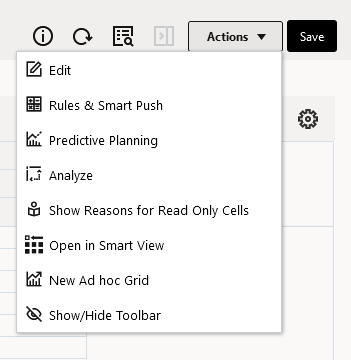 Actions
Save
Edit
Rules & Smart Push
Predictive Planning
Analyze
Show Reasons for Read Only Cells
Open in Smart View
New Ad hoc Grid
Show/Hide Toolbar